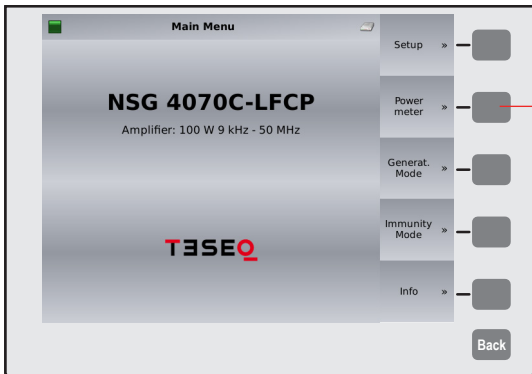 Main Menu
Setup »
NSG 4070C-LFCP
Amplifier: 100 W 9 kHz - 50 MHz
Power
meter »
Generat.
Mode »
Immunity
Mode »
TESEQ
Info »
Back